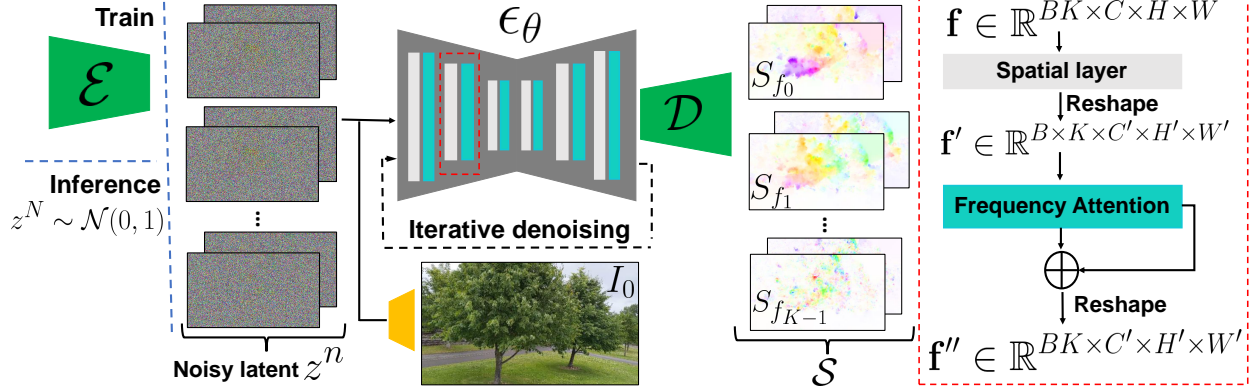 Train
ℰ
Inference
z^N ∼ 𝒩(0, 1)
...
Noisy latent z^n
ϵ_θ
Iterative denoising
I_0
𝒟
S_{f_0}
S_{f_1}
...
S_{f_{K−1}}
𝒮
f ∈ ℝ^{BK×C×H×W}
Spatial layer
Reshape
f′ ∈ ℝ^{B×K×C′×H′×W′}
Frequency Attention
Reshape
f″ ∈ ℝ^{BK×C′×H′×W′}